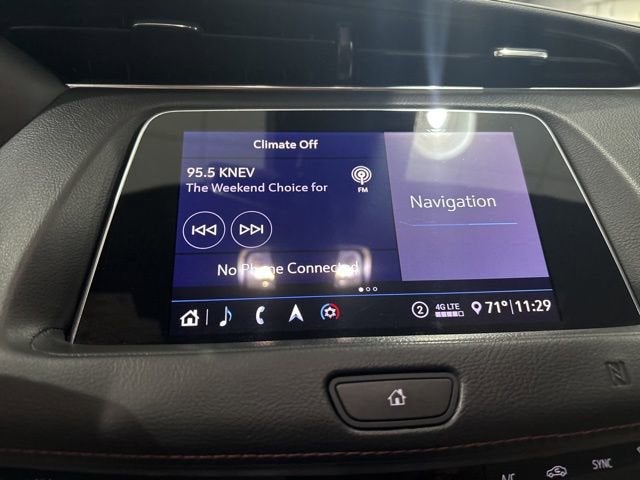 Climate Off
95.5 KNEV
The Weekend Choice for
FM
Navigation
No Phone Connected
2 4G LTE 71° 11:29
A/C SYNC